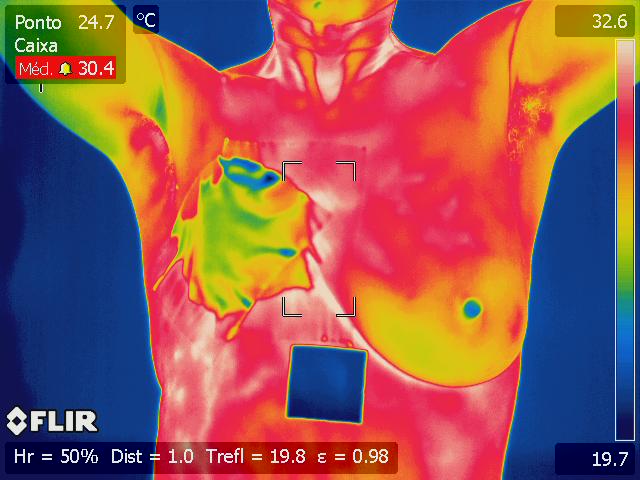 Ponto 24.7 °C
Caixa
Méd. 30.4
32.6
FLIR
Hr = 50% Dist = 1.0 Trefl = 19.8 ε = 0.98
19.7